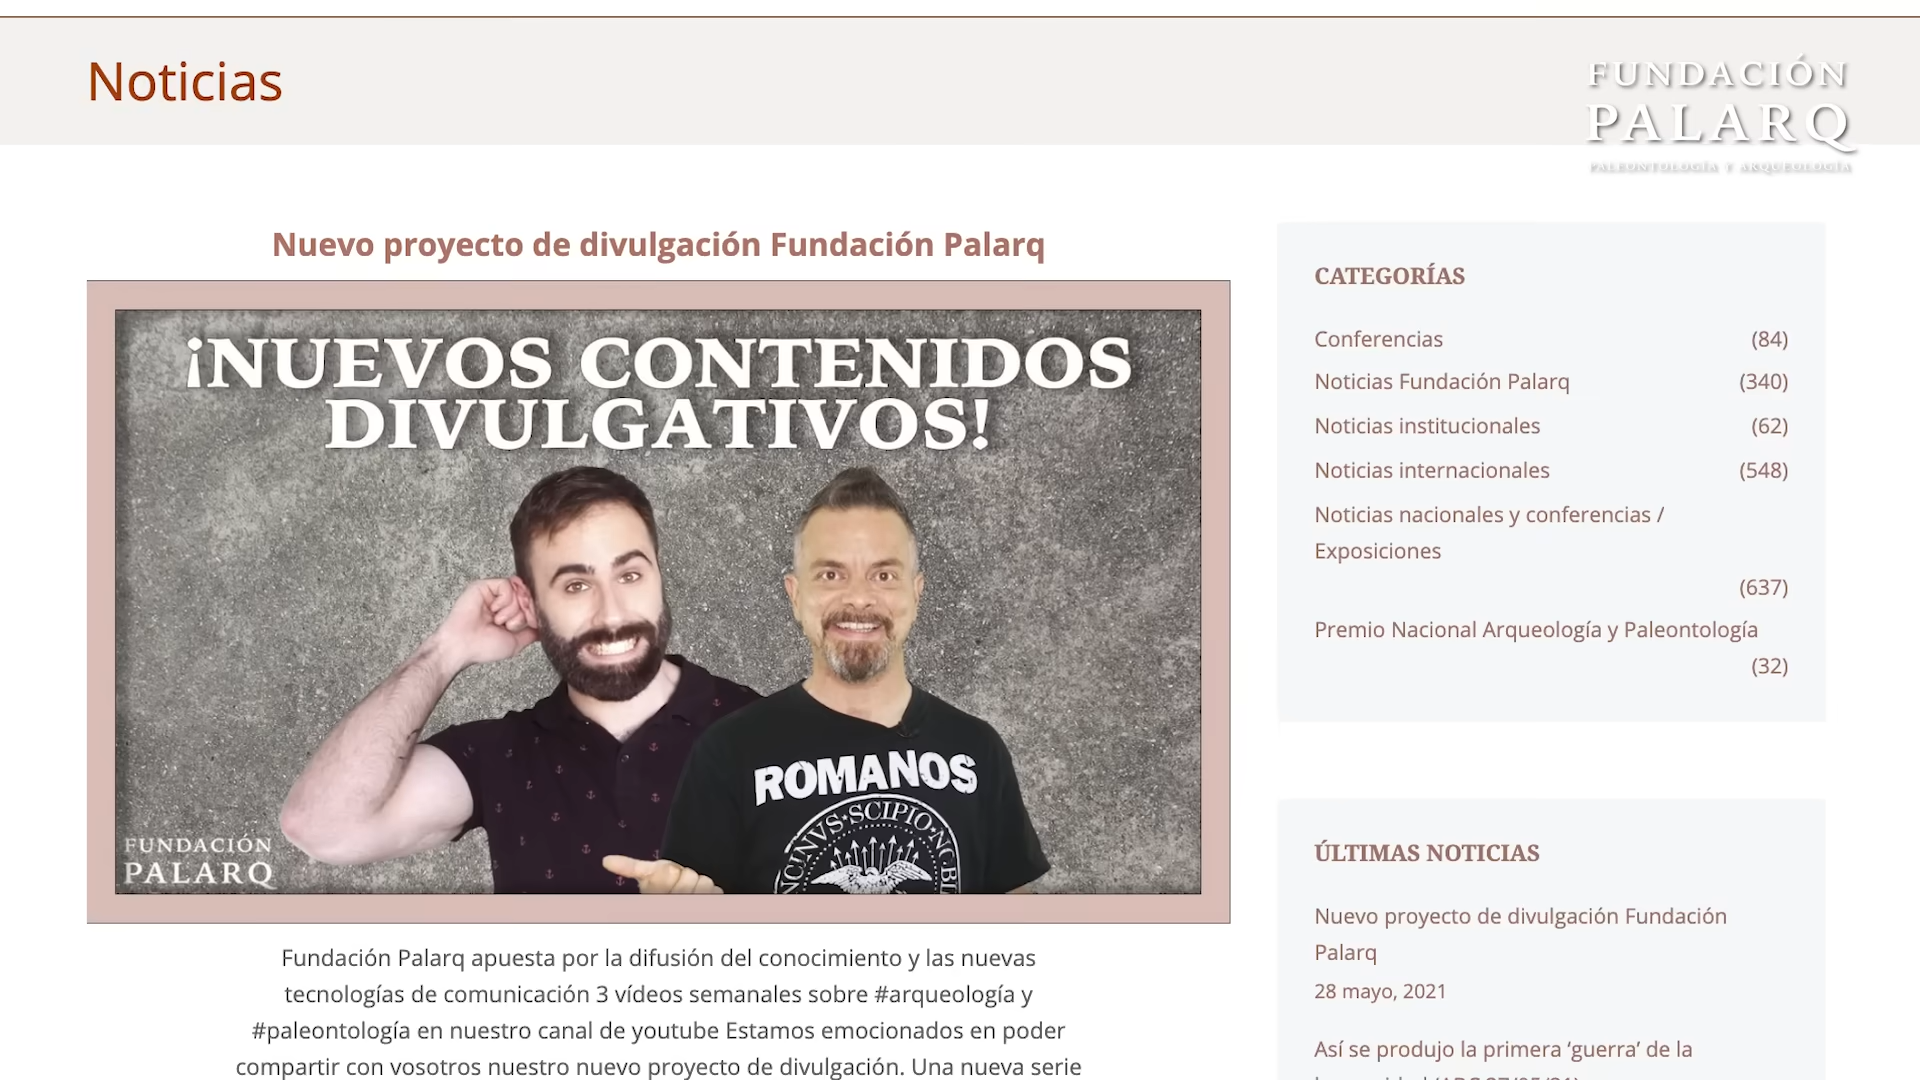 Noticias
FUNDACIÓN
PALARQ
PALEONTOLOGÍA Y ARQUEOLOGÍA
Nuevo proyecto de divulgación Fundación Palarq
¡NUEVOS CONTENIDOS
DIVULGATIVOS!
ROMANOS
SCIPIO
FUNDACIÓN
PALARQ
Fundación Palarq apuesta por la difusión del conocimiento y las nuevas
tecnologías de comunicación 3 vídeos semanales sobre #arqueología y
#paleontología en nuestro canal de youtube Estamos emocionados en poder
compartir con vosotros nuestro nuevo proyecto de divulgación. Una nueva serie
CATEGORÍAS
Conferencias (84)
Noticias Fundación Palarq (340)
Noticias institucionales (62)
Noticias internacionales (548)
Noticias nacionales y conferencias /
Exposiciones
(637)
Premio Nacional Arqueología y Paleontología
(32)
ÚLTIMAS NOTICIAS
Nuevo proyecto de divulgación Fundación
Palarq
28 mayo, 2021
Así se produjo la primera ‘guerra’ de la